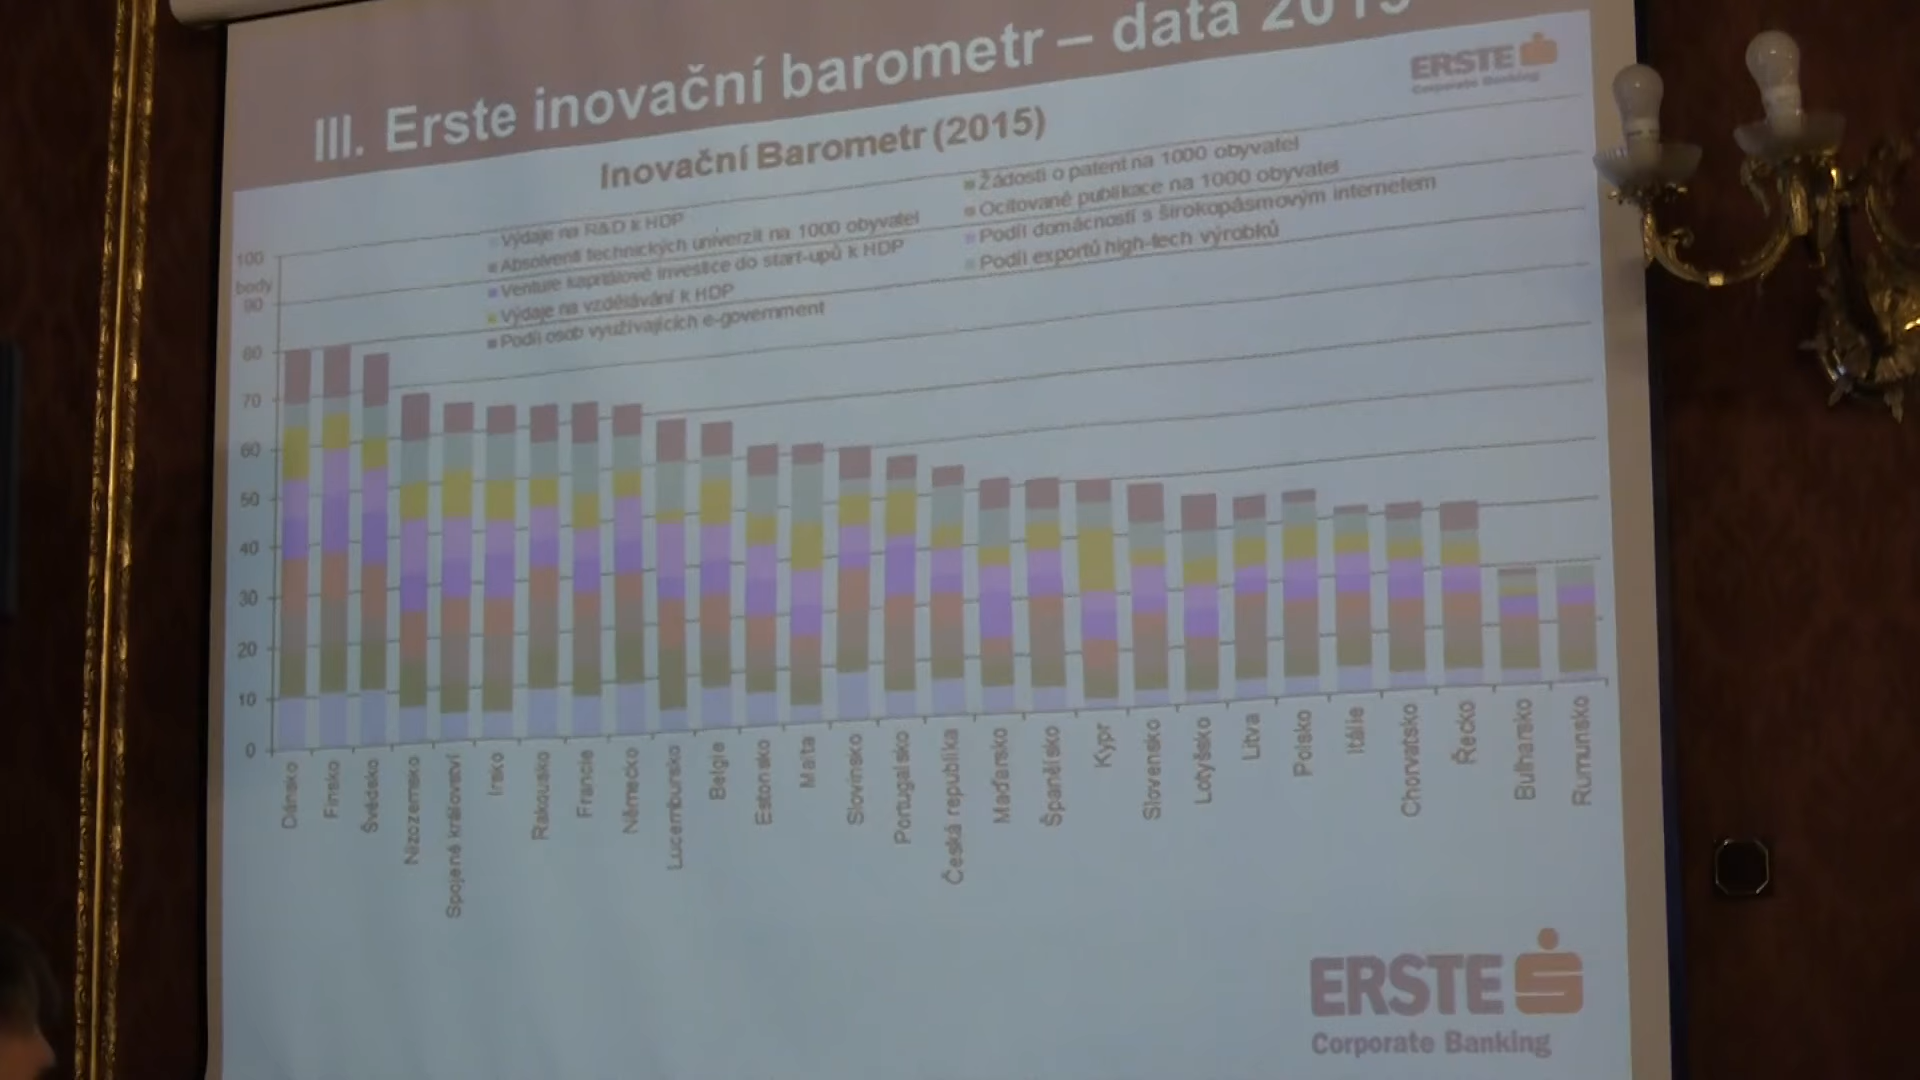 III. Erste inovační barometr – data 2015
ERSTE
Corporate Banking
Inovační Barometr (2015)
Výdaje na R&D k HDP
Žádosti o patent na 1000 obyvatel
Absolventi technických univerzit na 1000 obyvatel
Ocitované publikace na 1000 obyvatel
Venture kapitálové investice do start-upů k HDP
Podíl domácností s širokopásmovým internetem
Výdaje na vzdělávání k HDP
Podíl exportů high-tech výrobků
Podíl osob využívajících e-government
100
body
90
80
70
60
50
40
30
20
10
0
Dánsko
Finsko
Švédsko
Nizozemsko
Spojené království
Irsko
Rakousko
Francie
Německo
Lucembursko
Belgie
Estonsko
Malta
Slovinsko
Portugalsko
Česká republika
Maďarsko
Španělsko
Kypr
Slovensko
Lotyšsko
Litva
Polsko
Itálie
Chorvatsko
Řecko
Bulharsko
Rumunsko
ERSTE
Corporate Banking